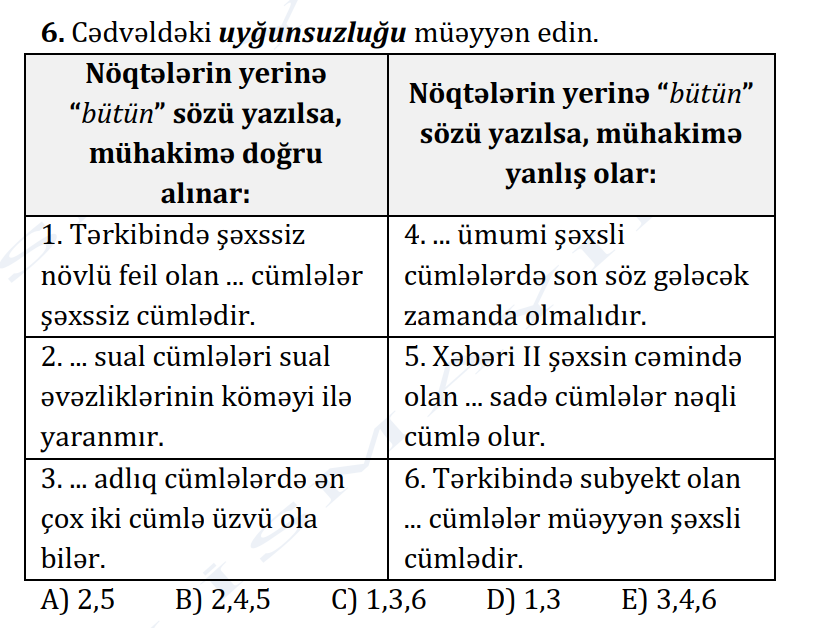 6. Cədvəldəki uyğunsuzluğu müəyyən edin.
Nöqtələrin yerinə
“bütün” sözü yazılsa,
mühakimə doğru
alınar:
Nöqtələrin yerinə “bütün”
sözü yazılsa, mühakimə
yanlış olar:
1. Tərkibində şəxssiz
növlü feil olan ... cümlələr
şəxssiz cümlədir.
4. ... ümumi şəxsli
cümlələrdə son söz gələcək
zamanda olmalıdır.
2. ... sual cümlələri sual
əvəzliklərinin köməyi ilə
yaranmır.
5. Xəbəri II şəxsin cəmində
olan ... sadə cümlələr nəqli
cümlə olur.
3. ... adlıq cümlələrdə ən
çox iki cümlə üzvü ola
bilər.
6. Tərkibində subyekt olan
... cümlələr müəyyən şəxsli
cümlədir.
A) 2,5 B) 2,4,5 C) 1,3,6 D) 1,3 E) 3,4,6